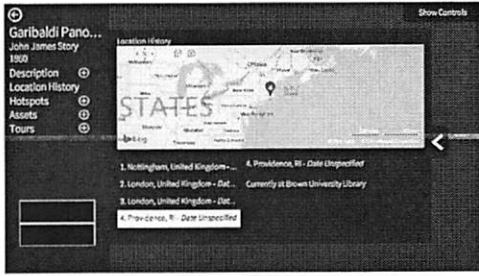 Show Controls
Garibaldi Pano...
John James Story
1860
Description
Location History
Hotspots
Assets
Tours
Location History
Ottawa
STATES
bing
1. Nottingham, United Kingdom - ...
2. London, United Kingdom - Dat...
3. London, United Kingdom - Dat...
4. Providence, RI - Date Unspecified
4. Providence, RI - Date Unspecified
Currently at Brown University Library